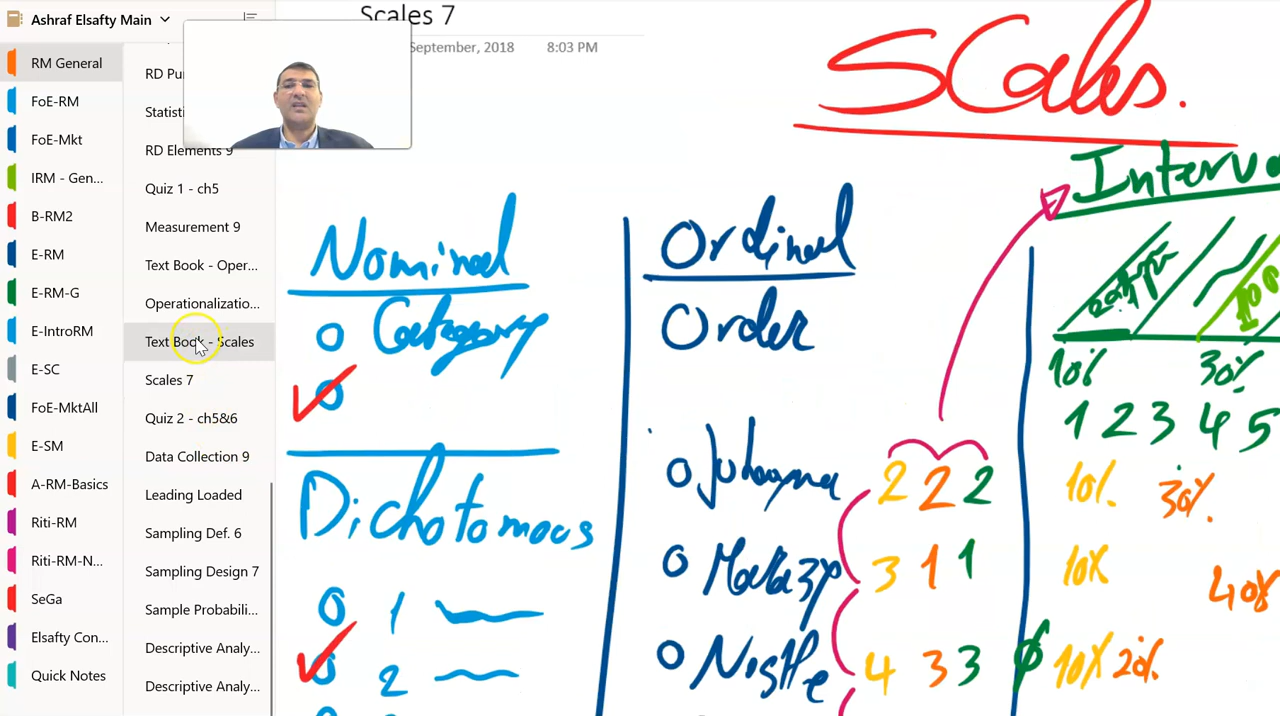 Ashraf Elsafty Main
RM General
FoE-RM
FoE-Mkt
IRM - Gen...
B-RM2
E-RM
E-RM-G
E-IntroRM
E-SC
FoE-MktAll
E-SM
A-RM-Basics
Riti-RM
Riti-RM-N...
SeGa
Elsafty Con...
Quick Notes
RD Pu
Statisti
RD Elements 9
Quiz 1 - ch5
Measurement 9
Text Book - Oper...
Operationalizatio...
Text Book - Scales
Scales 7
Quiz 2 - ch5&6
Data Collection 9
Leading Loaded
Sampling Def. 6
Sampling Design 7
Sample Probabili...
Descriptive Analy...
Descriptive Analy...
Scales 7
September, 2018 8:03 PM
SCales.
Nominal
Category
Dichotomous
1
2
Ordinal
Order
2 2 2
3 1 1
4 3 3
Interva
10% 30%
1 2 3 4 5
10% 30%
10%
40%
10% 20%